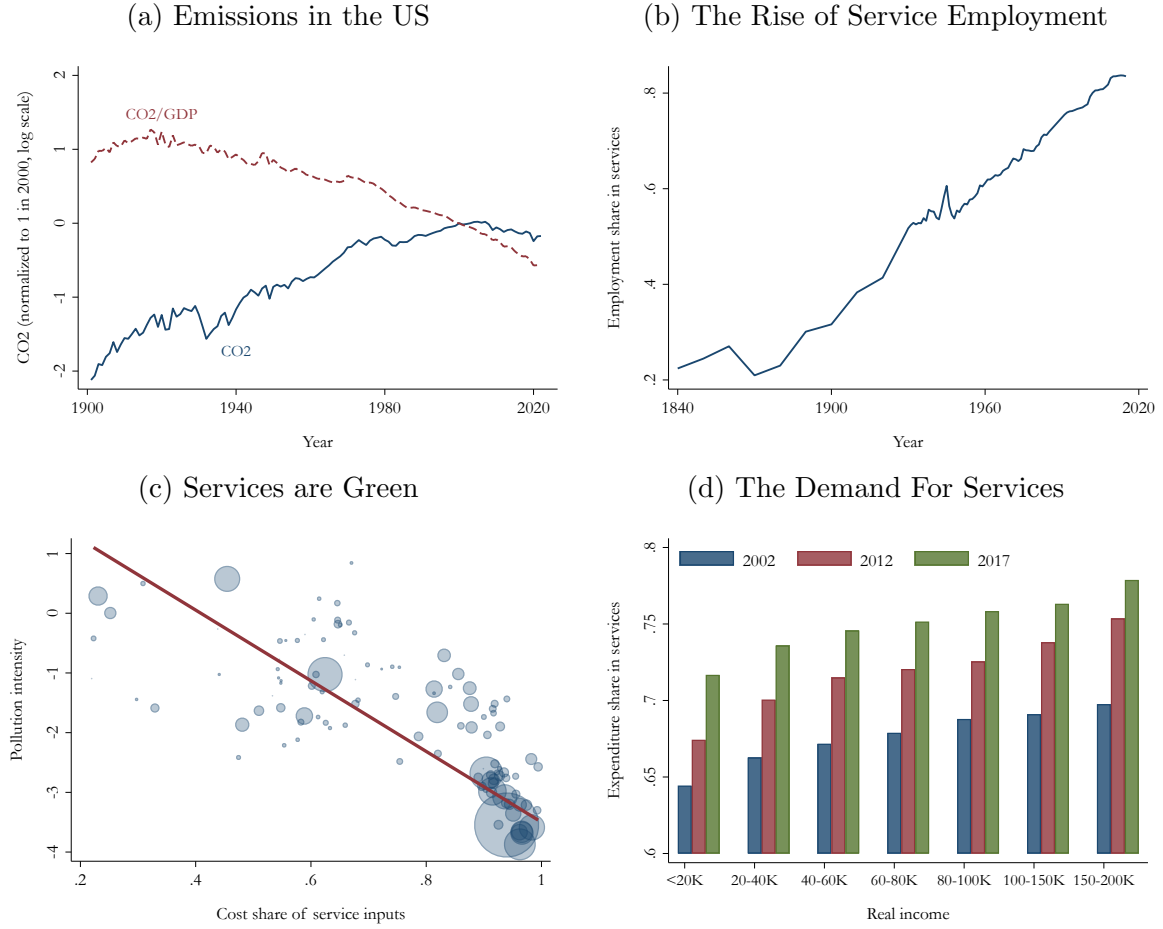 (a) Emissions in the US
CO2 (normalized to 1 in 2000, log scale)
2
1
0
-1
-2
CO2/GDP
CO2
1900
1940
1980
2020
Year
(b) The Rise of Service Employment
Employment share in services
.8
.6
.4
.2
1840
1900
1960
2020
Year
(c) Services are Green
Pollution intensity
1
0
-1
-2
-3
-4
.2
.4
.6
.8
1
Cost share of service inputs
(d) The Demand For Services
Expenditure share in services
.8
.75
.7
.65
.6
2002
2012
2017
<20K
20-40K
40-60K
60-80K
80-100K
100-150K
150-200K
Real income